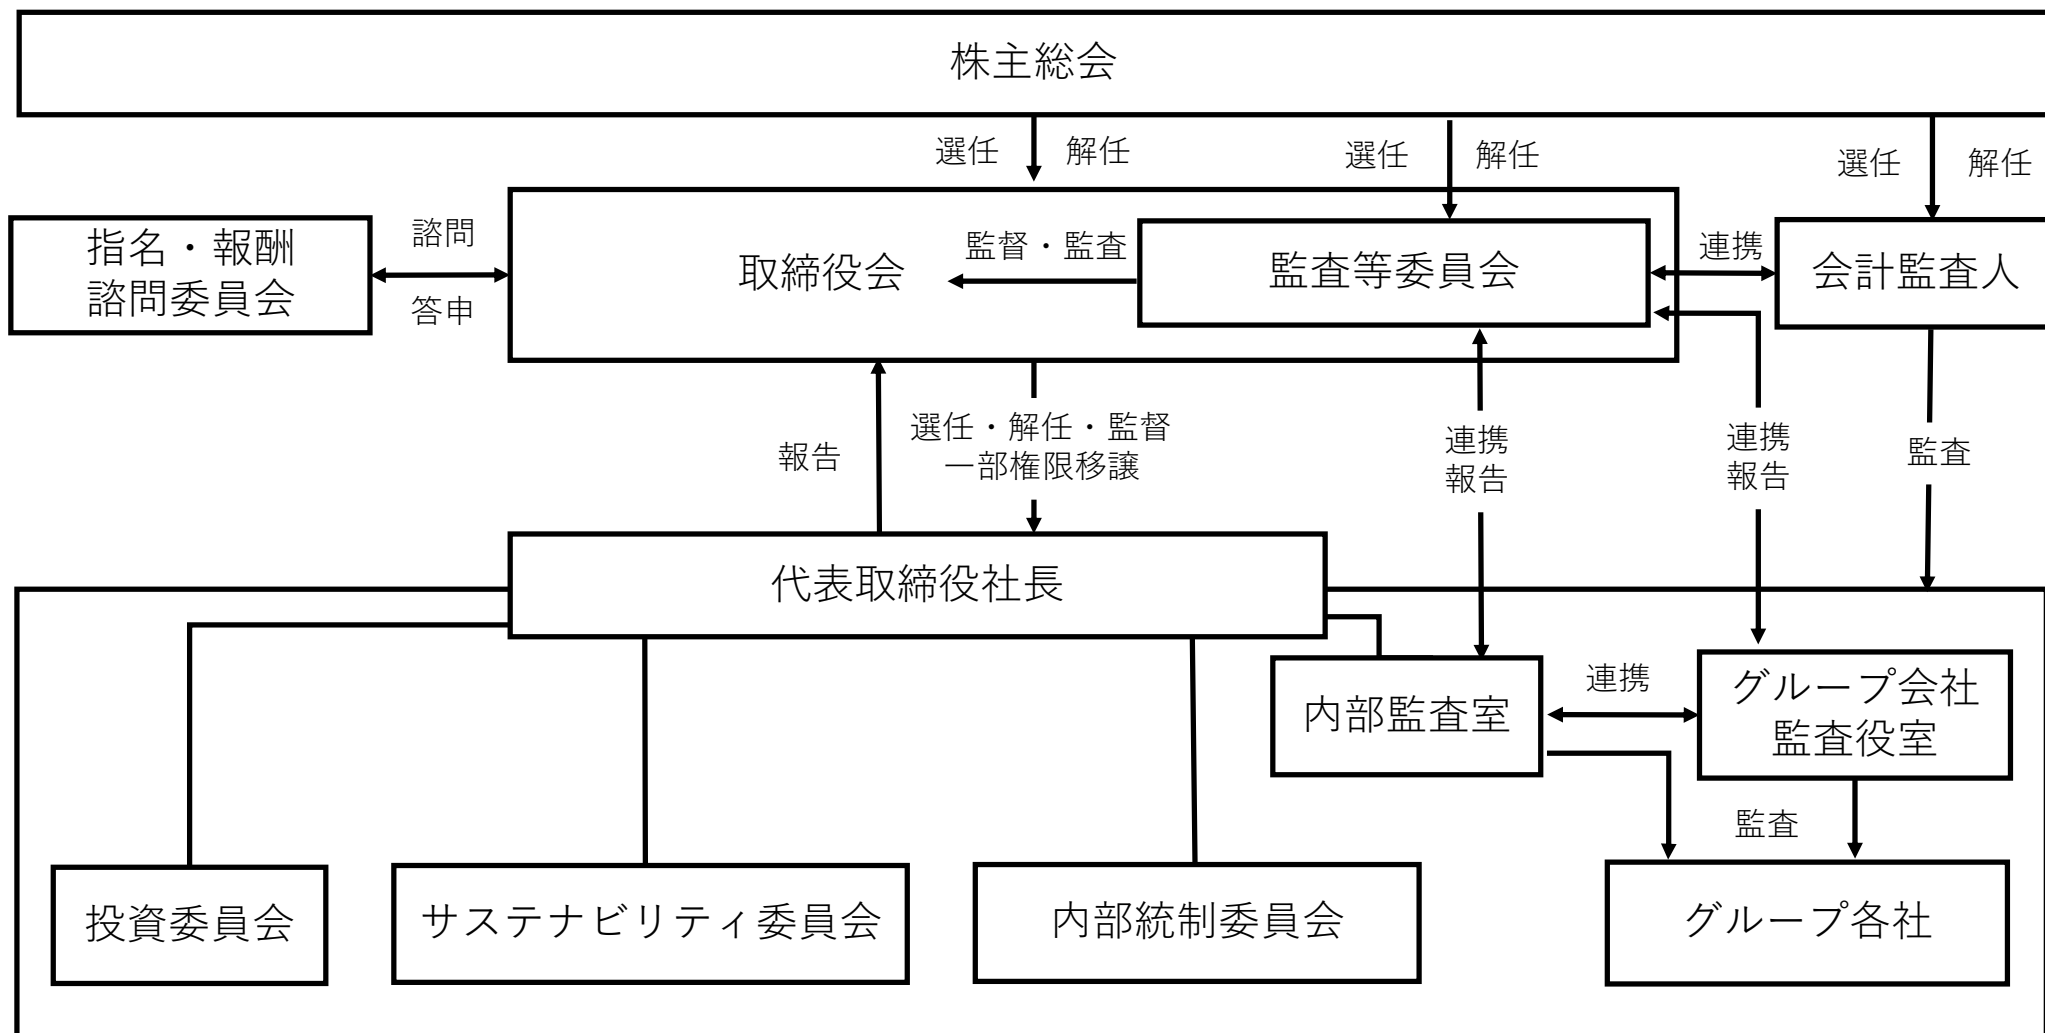 株主総会
選任
解任
選任
解任
選任
解任
指名・報酬
諮問委員会
諮問
答申
取締役会
監督・監査
監査等委員会
連携
会計監査人
報告
選任・解任・監督
一部権限移譲
連携
報告
連携
報告
監査
代表取締役社長
内部監査室
連携
グループ会社
監査役室
監査
投資委員会
サステナビリティ委員会
内部統制委員会
グループ各社